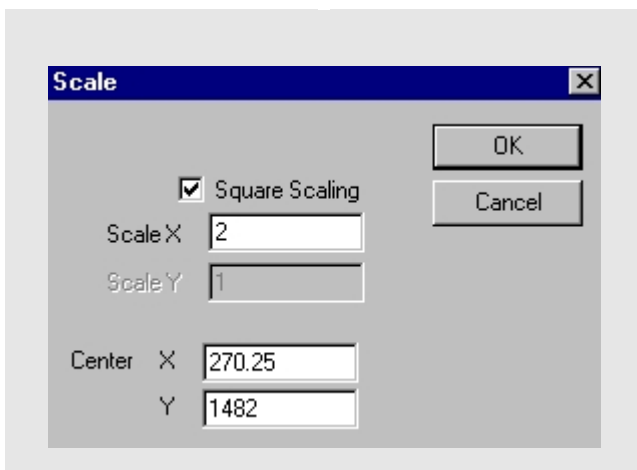 Scale
OK
Square Scaling
Cancel
Scale X 2
Scale Y 1
Center X 270.25
Y 1482